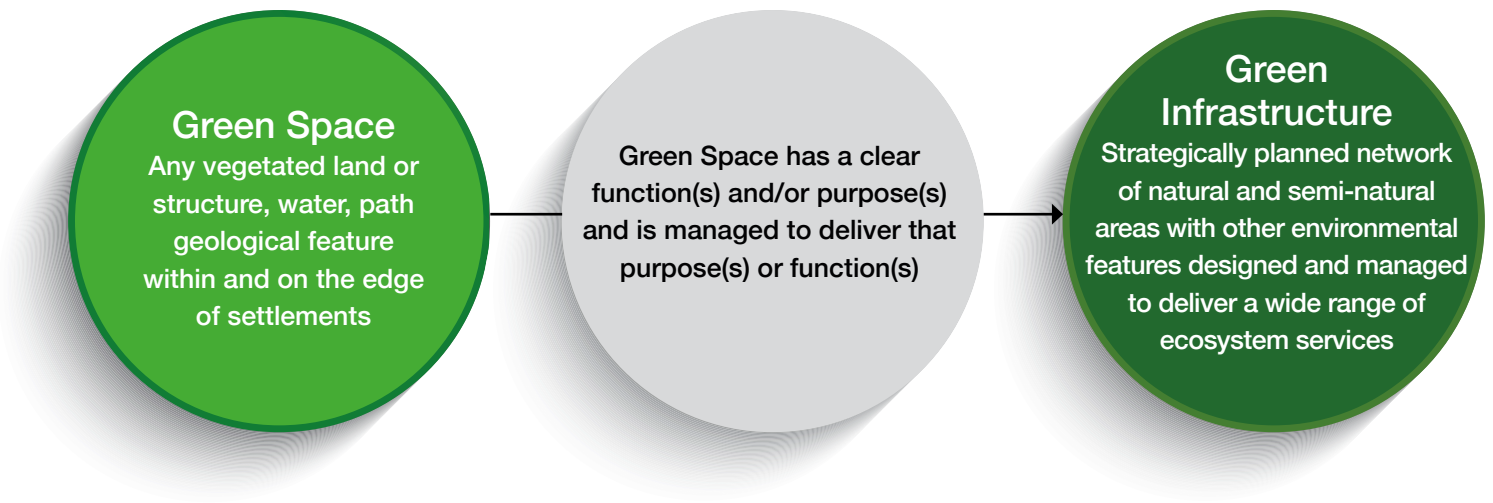 Green Space
Any vegetated land or
structure, water, path
geological feature
within and on the edge
of settlements
Green Space has a clear
function(s) and/or purpose(s)
and is managed to deliver that
purpose(s) or function(s)
Green
Infrastructure
Strategically planned network
of natural and semi-natural
areas with other environmental
features designed and managed
to deliver a wide range of
ecosystem services